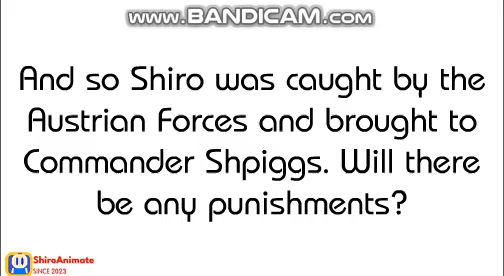 www.BANDICAM.com
And so Shiro was caught by the
Austrian Forces and brought to
Commander Shpiggs. Will there
be any punishments?
ShiroAnimate
SINCE 2023